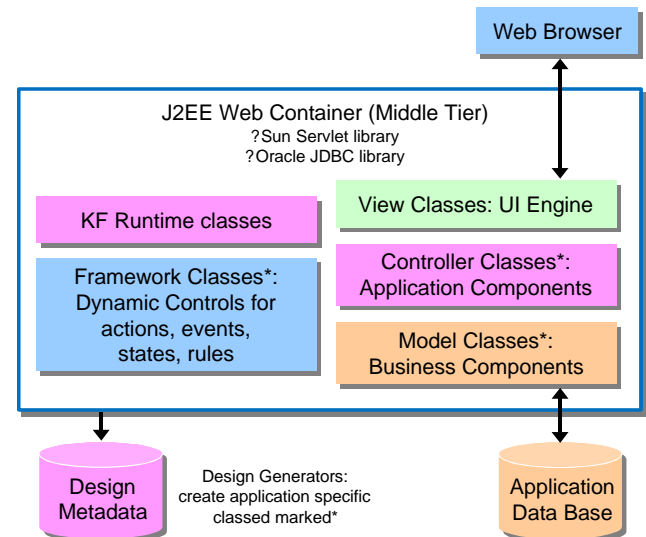 Web Browser
J2EE Web Container (Middle Tier)
?Sun Servlet library
?Oracle JDBC library
KF Runtime classes
View Classes: UI Engine
Framework Classes*:
Dynamic Controls for
actions, events,
states, rules
Controller Classes*:
Application Components
Model Classes*:
Business Components
Design
Metadata
Design Generators:
create application specific
classed marked*
Application
Data Base